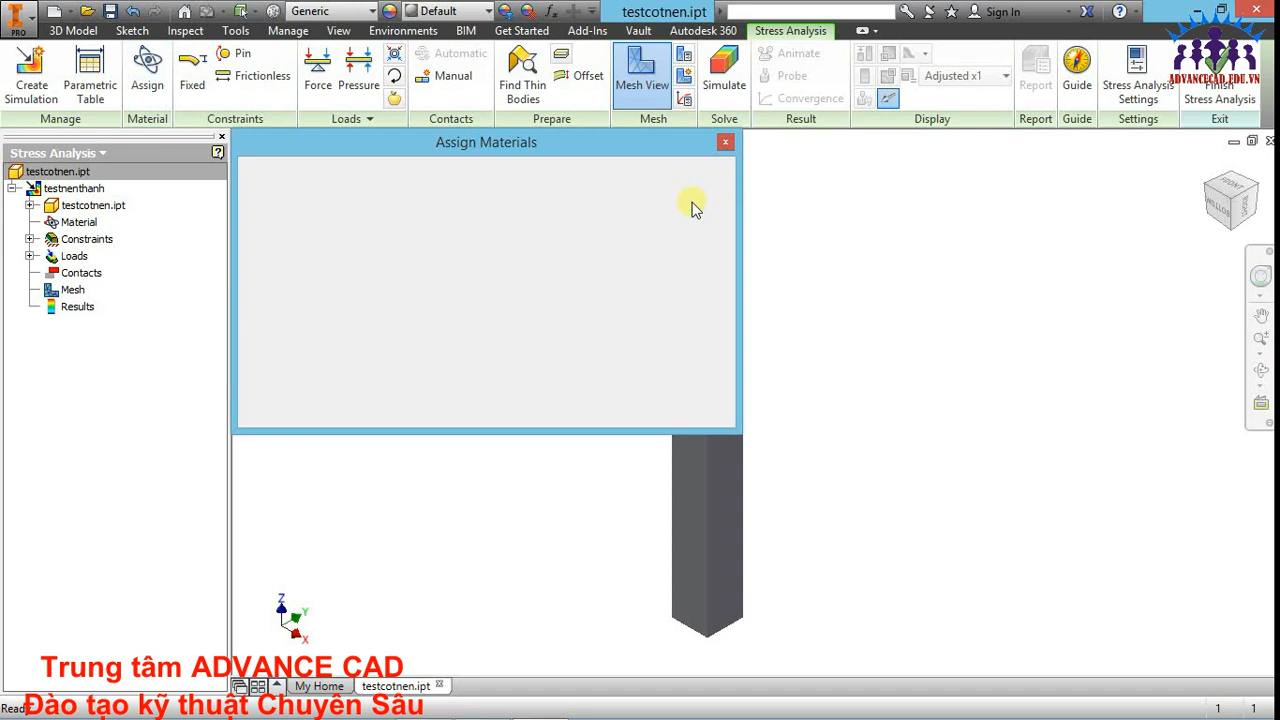 PRO
Generic
Default
testcotnen.ipt
Sign In
3D Model
Sketch
Inspect
Tools
Manage
View
Environments
BIM
Get Started
Add-Ins
Vault
Autodesk 360
Stress Analysis
ADVANCECAD.EDU.VN
Create Simulation
Parametric Table
Assign
Fixed
Pin
Frictionless
Force
Pressure
Automatic
Manual
Find Thin Bodies
Offset
Mesh View
Simulate
Animate
Probe
Convergence
Adjusted x1
Report
Guide
Stress Analysis Settings
Finish Stress Analysis
Manage
Material
Constraints
Loads
Contacts
Prepare
Mesh
Solve
Result
Display
Report
Guide
Settings
Exit
Stress Analysis
Assign Materials
testcotnen.ipt
testnenthanh
testcotnen.ipt
Material
Constraints
Loads
Contacts
Mesh
Results
FRONT
BOTTOM
Z
Y
X
Trung tâm ADVANCE CAD
My Home
testcotnen.ipt
Đào tạo kỹ thuật Chuyên Sâu
Ready
1
1